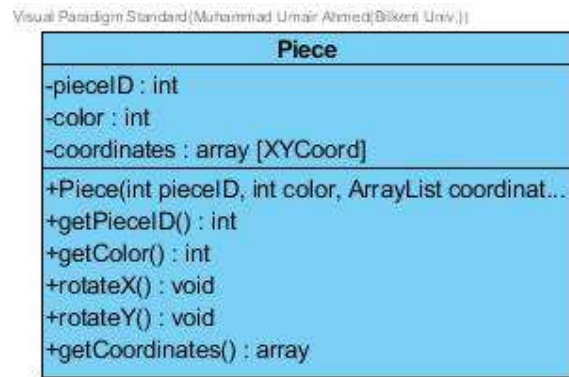 Visual Paradigm Standard(Muhammad Umair Ahmed(Bilkent Univ.))
Piece
-pieceID : int
-color : int
-coordinates : array [XYCoord]
+Piece(int pieceID, int color, ArrayList coordinat...
+getPieceID() : int
+getColor() : int
+rotateX() : void
+rotateY() : void
+getCoordinates() : array